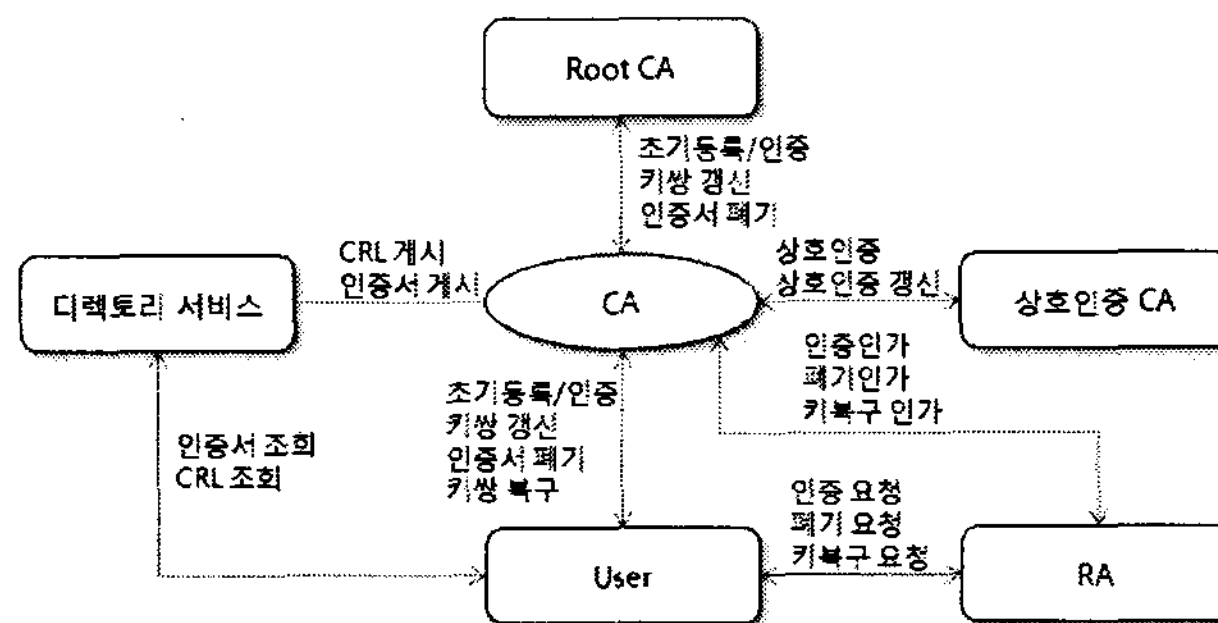 Root CA
초기등록/인증
키쌍 갱신
인증서 폐기
CRL 게시
인증서 게시
상호인증
상호인증 갱신
디렉토리 서비스
CA
상호인증 CA
인증인가
폐기인가
키복구 인가
초기등록/인증
키쌍 갱신
인증서 폐기
키쌍 복구
인증서 조회
CRL 조회
인증 요청
폐기 요청
키복구 요청
User
RA